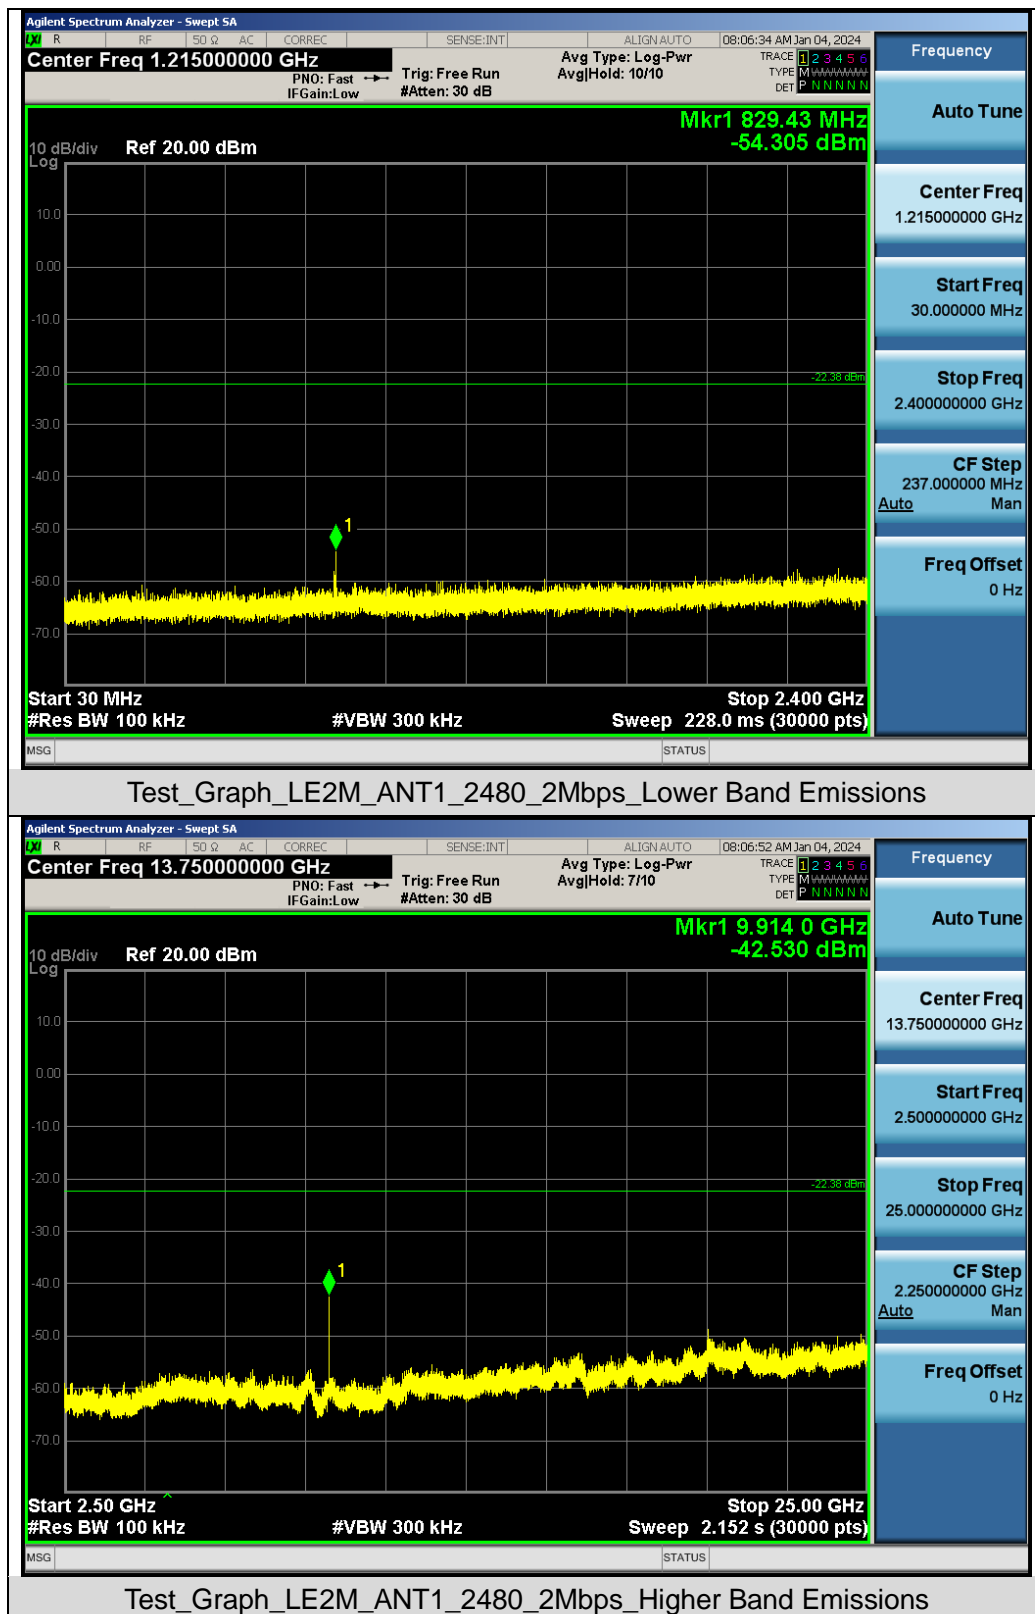 Agilent Spectrum Analyzer - Swept SA
LXI R RF 50 Ω AC CORREC SENSE:INT ALIGN AUTO 08:06:34 AM Jan 04, 2024
Center Freq 1.215000000 GHz
PNO: Fast
IFGain:Low
Trig: Free Run
#Atten: 30 dB
Avg Type: Log-Pwr
Avg|Hold: 10/10
TRACE 1 2 3 4 5 6
TYPE M
DET P N N N N N
Frequency
Mkr1 829.43 MHz
-54.305 dBm
10 dB/div Ref 20.00 dBm
Log
10.0
0.00
-10.0
-20.0
-22.38 dBm
-30.0
-40.0
-50.0
1
-60.0
-70.0
Start 30 MHz Stop 2.400 GHz
#Res BW 100 kHz #VBW 300 kHz Sweep 228.0 ms (30000 pts)
MSG STATUS
Auto Tune
Center Freq
1.215000000 GHz
Start Freq
30.000000 MHz
Stop Freq
2.400000000 GHz
CF Step
237.000000 MHz
Auto Man
Freq Offset
0 Hz
Test_Graph_LE2M_ANT1_2480_2Mbps_Lower Band Emissions
Agilent Spectrum Analyzer - Swept SA
LXI R RF 50 Ω AC CORREC SENSE:INT ALIGN AUTO 08:06:52 AM Jan 04, 2024
Center Freq 13.750000000 GHz
PNO: Fast
IFGain:Low
Trig: Free Run
#Atten: 30 dB
Avg Type: Log-Pwr
Avg|Hold: 7/10
TRACE 1 2 3 4 5 6
TYPE M
DET P N N N N N
Frequency
Mkr1 9.914 0 GHz
-42.530 dBm
10 dB/div Ref 20.00 dBm
Log
10.0
0.00
-10.0
-20.0
-22.38 dBm
-30.0
1
-40.0
-50.0
-60.0
-70.0
Start 2.50 GHz Stop 25.00 GHz
#Res BW 100 kHz #VBW 300 kHz Sweep 2.152 s (30000 pts)
MSG STATUS
Auto Tune
Center Freq
13.750000000 GHz
Start Freq
2.500000000 GHz
Stop Freq
25.000000000 GHz
CF Step
2.250000000 GHz
Auto Man
Freq Offset
0 Hz
Test_Graph_LE2M_ANT1_2480_2Mbps_Higher Band Emissions